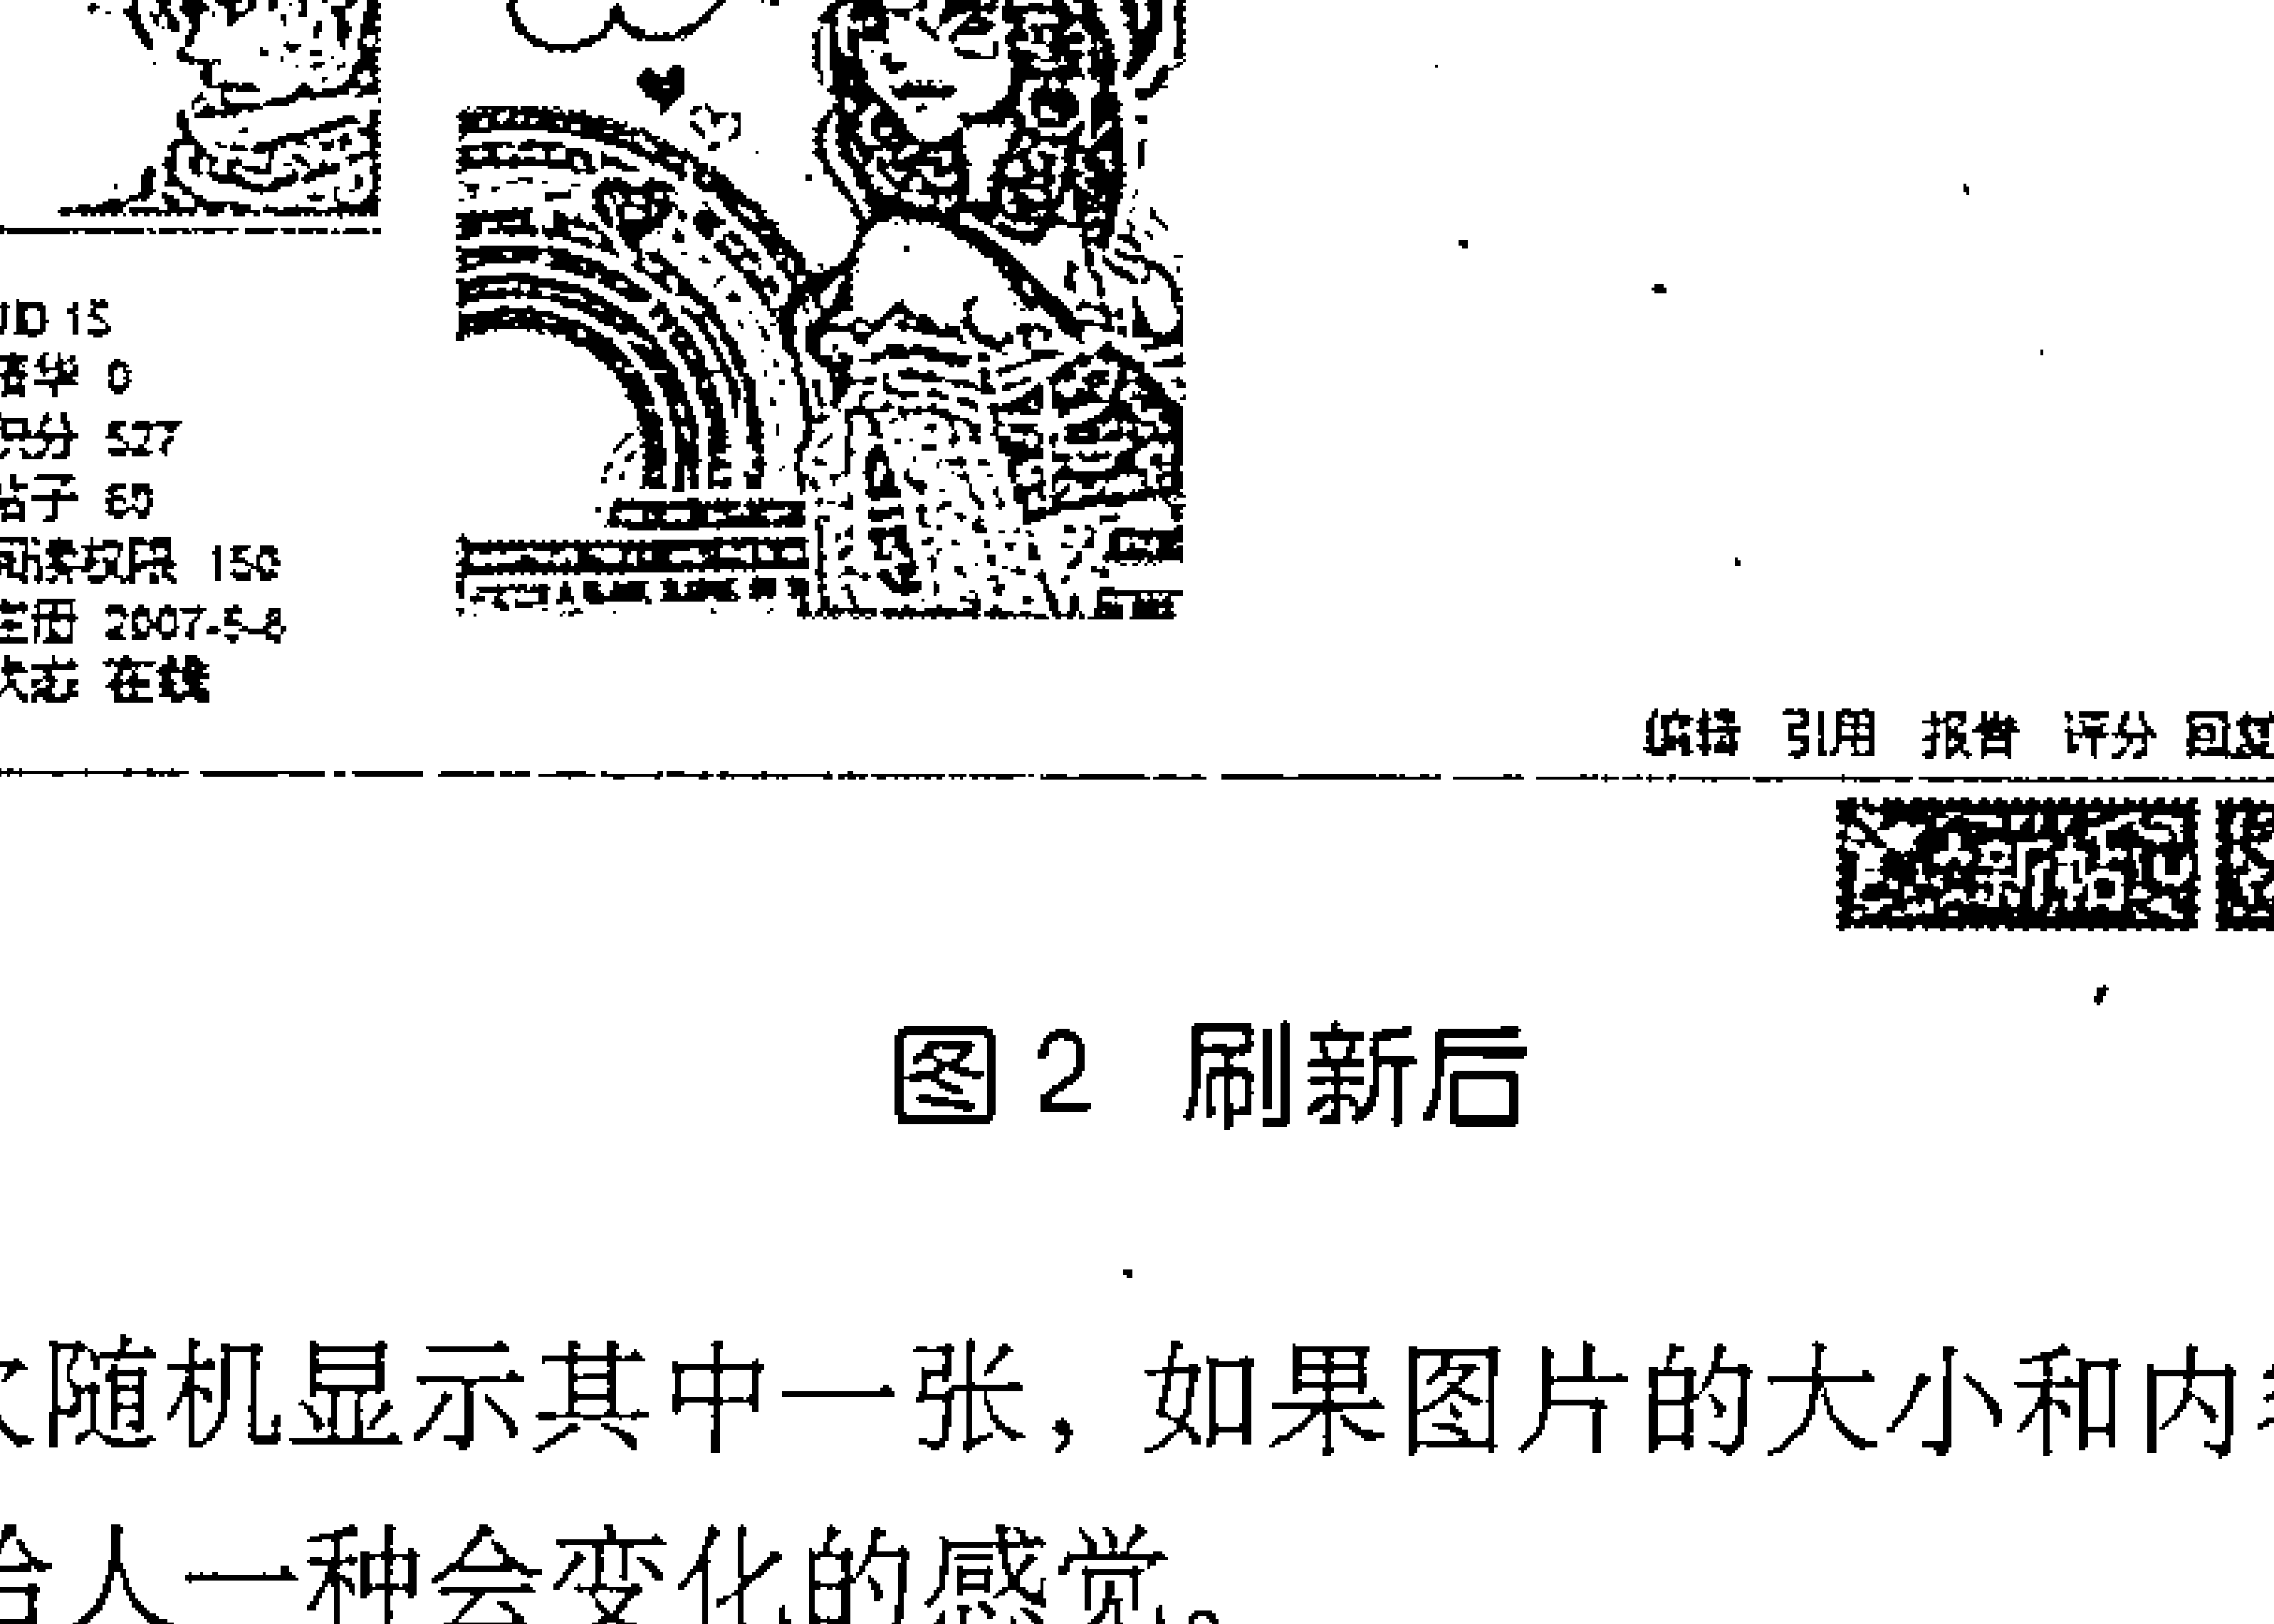 UID 15
精华 0
积分 527
帖子 69
阅读权限 150
注册 2007-5-8
状态 在线
编辑 引用 报告 评分 回复
图 2 刷新后
次随机显示其中一张，如果图片的大小和内容
给人一种会变化的感觉。